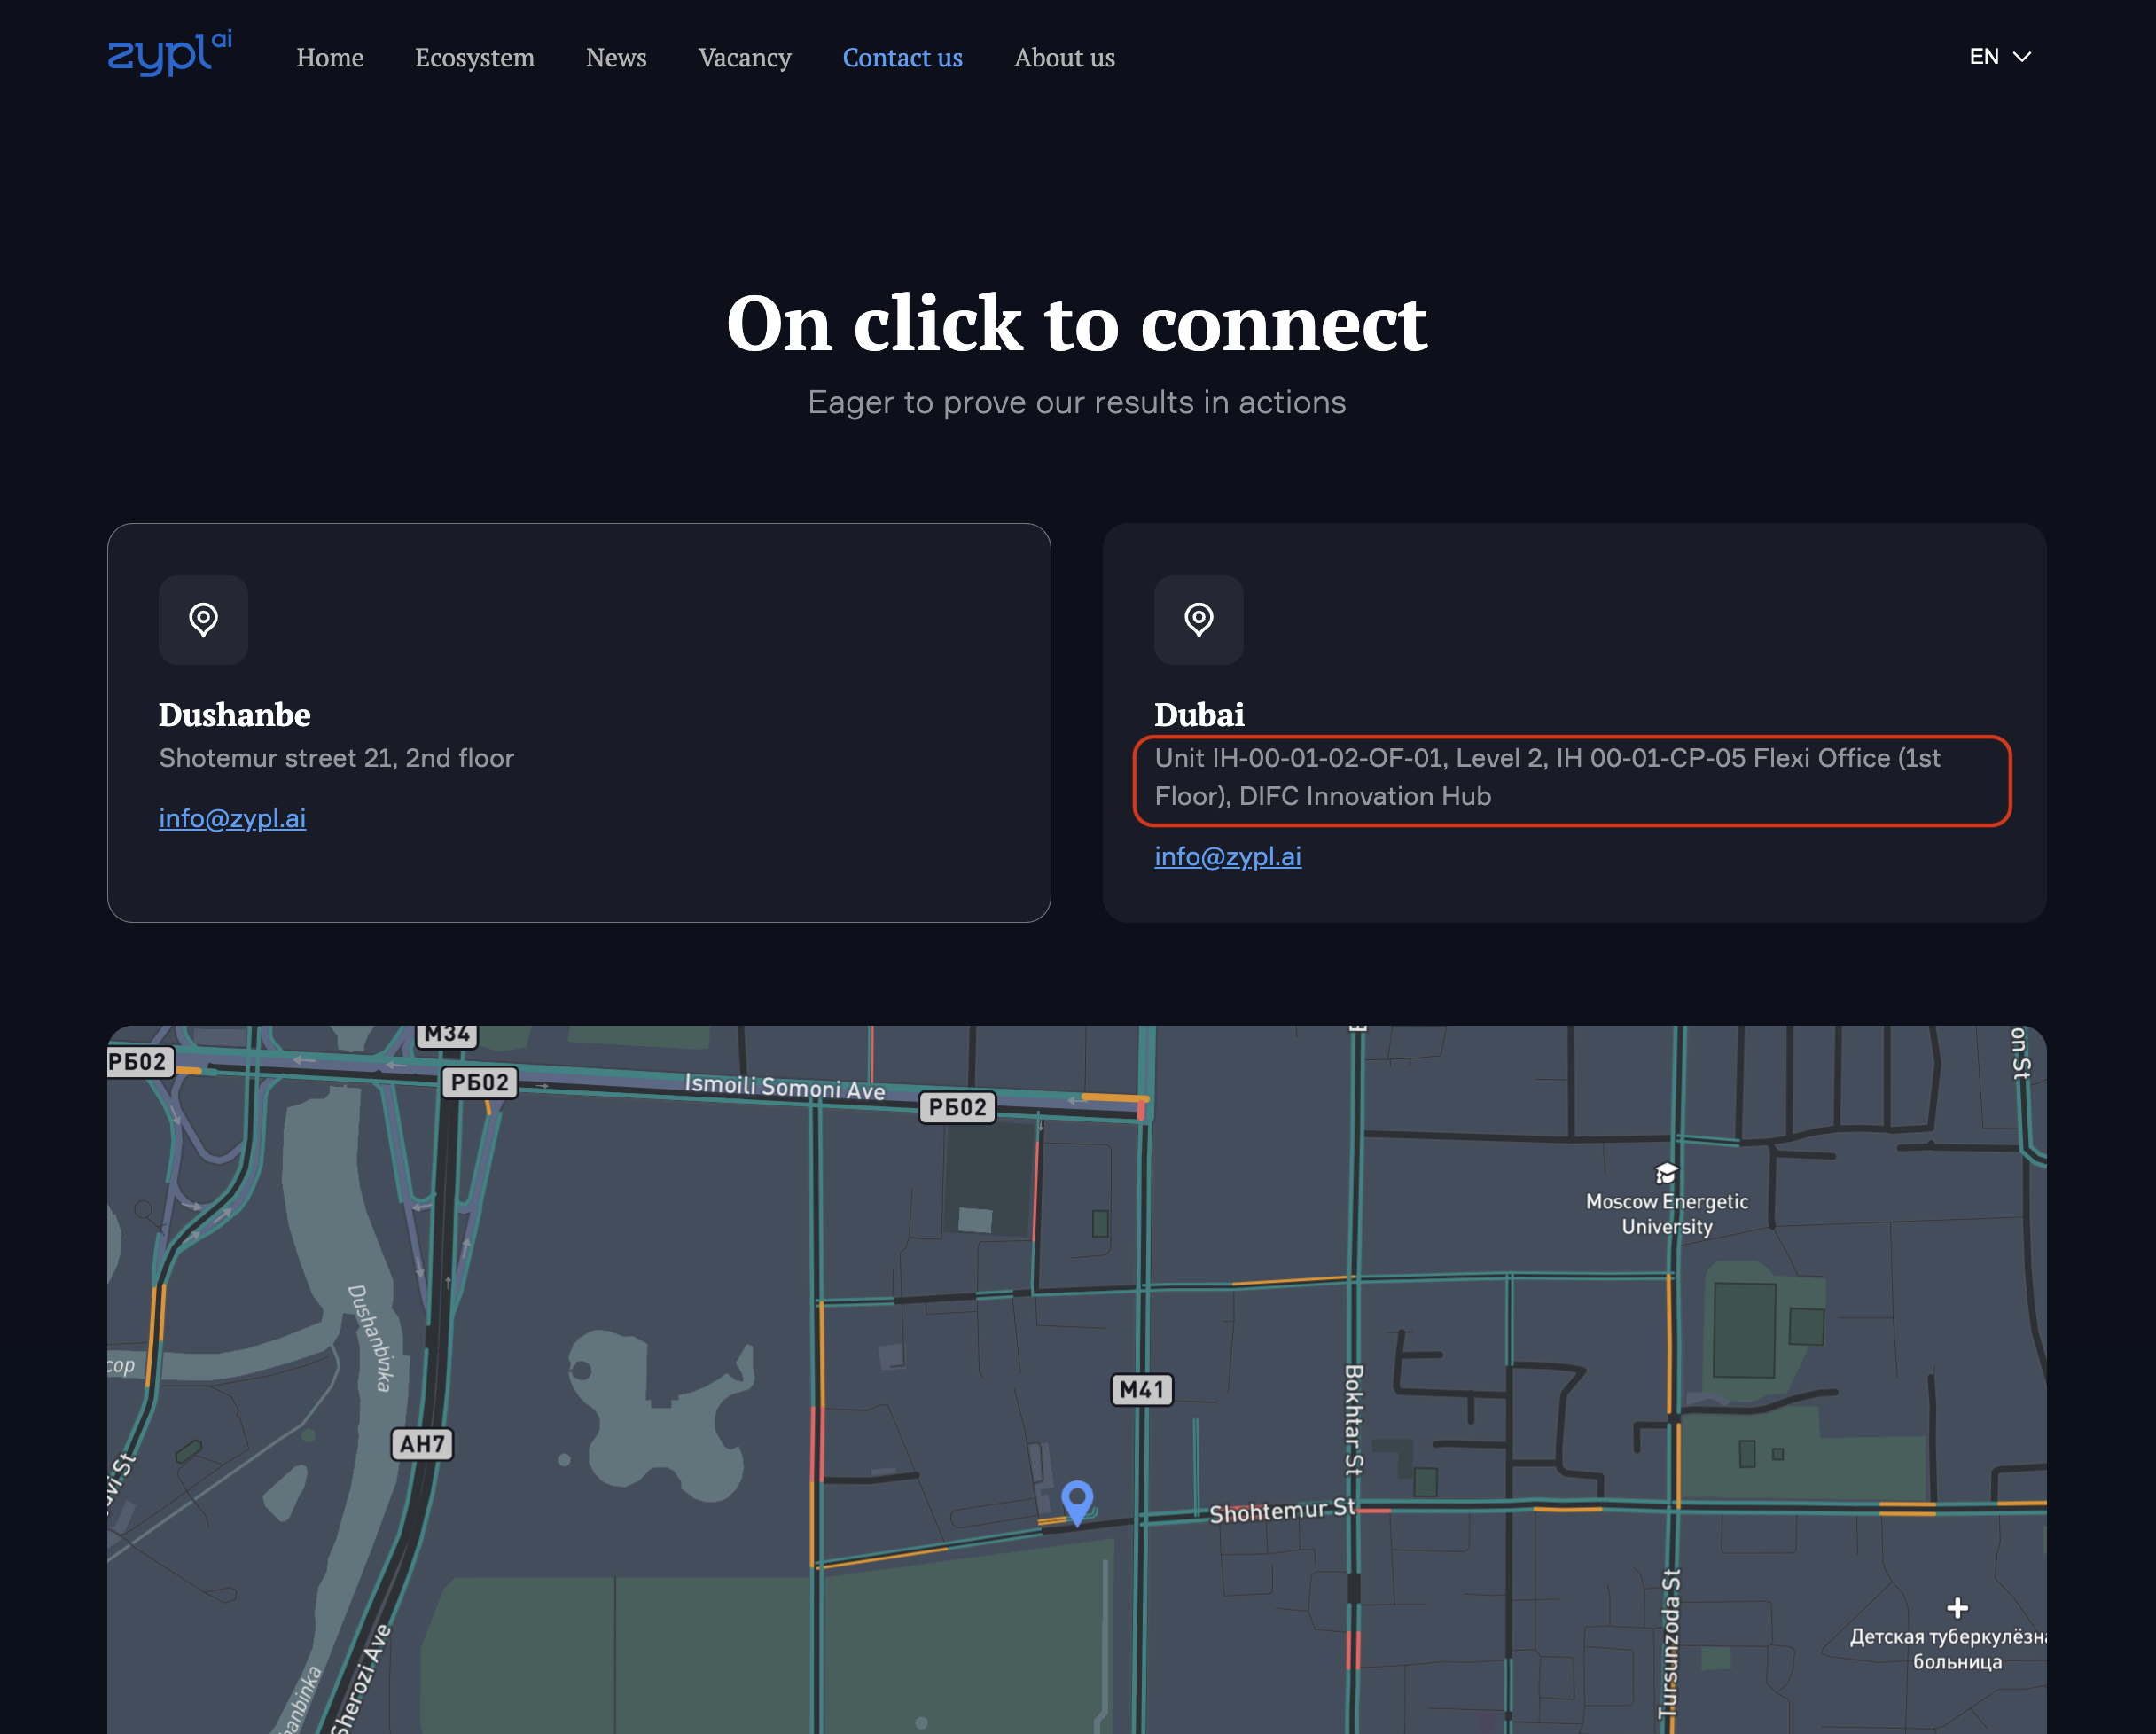 zypl ai
Home
Ecosystem
News
Vacancy
Contact us
About us
EN
On click to connect
Eager to prove our results in actions
Dushanbe
Shotemur street 21, 2nd floor
info@zypl.ai
Dubai
Unit IH-00-01-02-OF-01, Level 2, IH 00-01-CP-05 Flexi Office (1st
Floor), DIFC Innovation Hub
info@zypl.ai
M34
РБ02
РБ02
Ismoili Somoni Ave
РБ02
on St
Moscow Energetic
University
Dushanbinka
сор
M41
Bokhtar St
AH7
avi St
Shohtemur St
Tursunzoda St
Детская туберкулёзна
больница
Sherozi Ave
anbinka